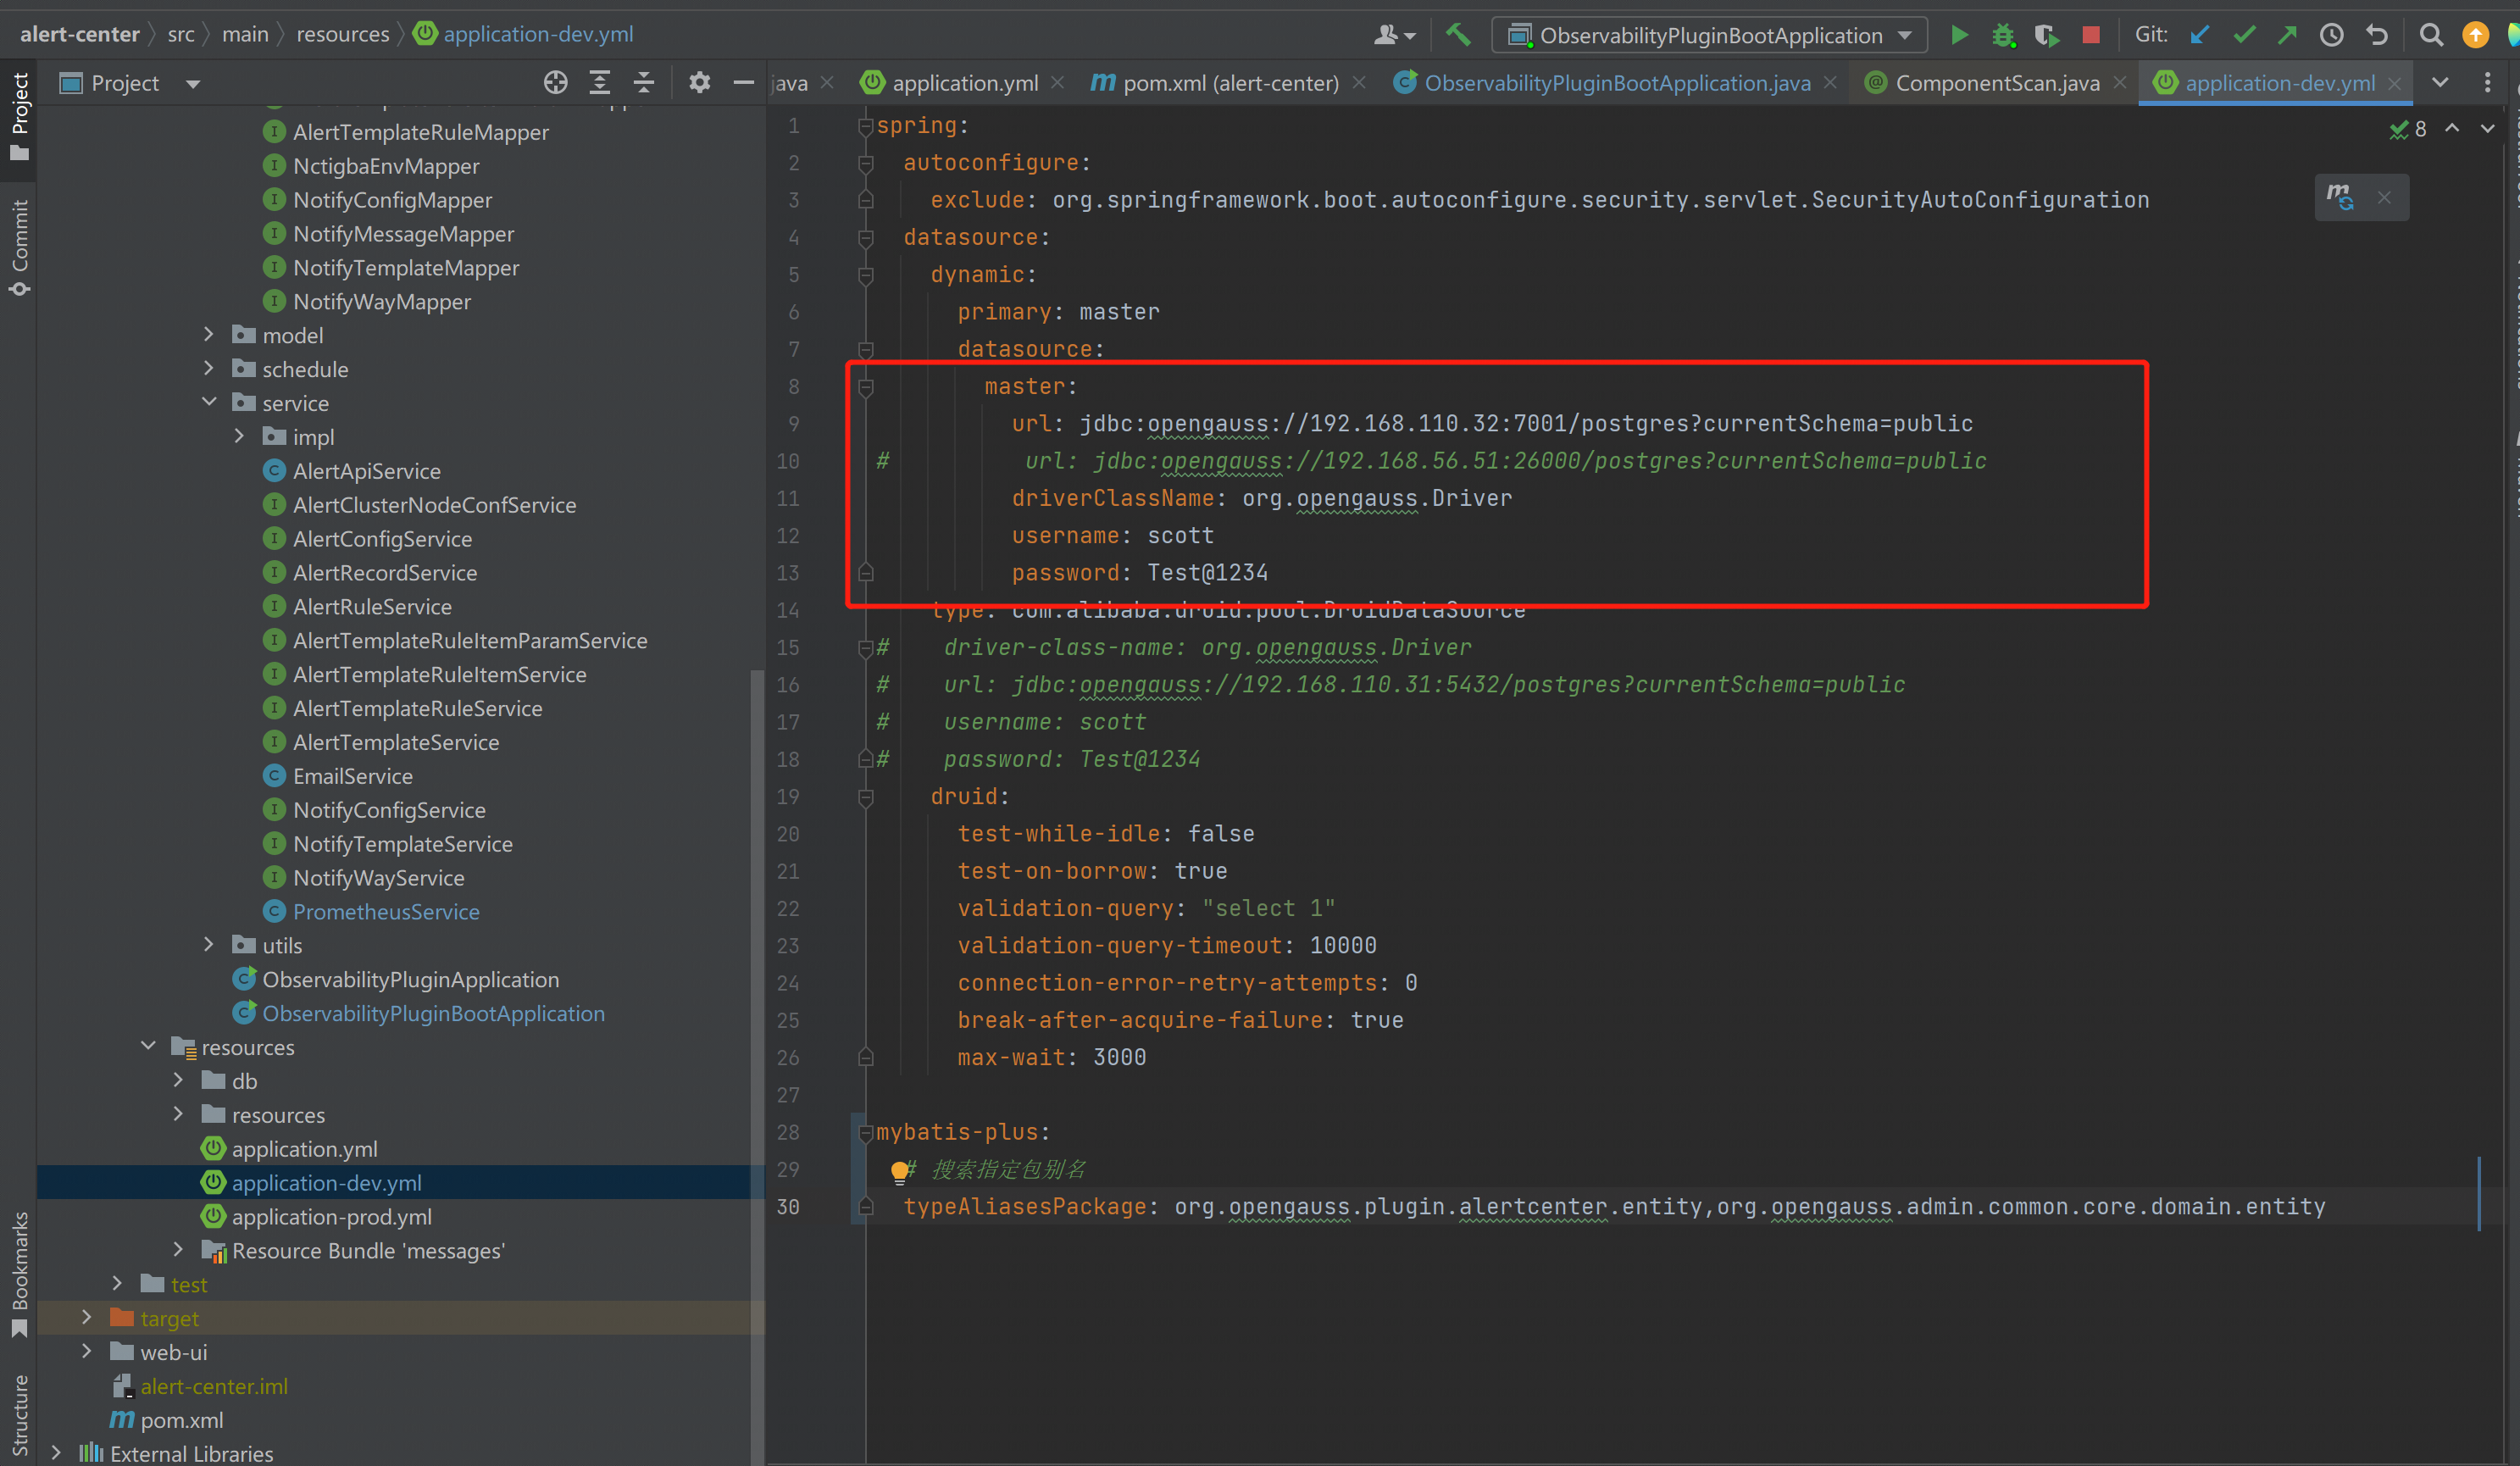 alert-center src main resources application-dev.yml
ObservabilityPluginBootApplication Git:
Project
java application.yml pom.xml (alert-center) ObservabilityPluginBootApplication.java ComponentScan.java application-dev.yml
Project
Commit
Bookmarks
Structure
AlertTemplateRuleMapper
NctigbaEnvMapper
NotifyConfigMapper
NotifyMessageMapper
NotifyTemplateMapper
NotifyWayMapper
model
schedule
service
impl
AlertApiService
AlertClusterNodeConfService
AlertConfigService
AlertRecordService
AlertRuleService
AlertTemplateRuleItemParamService
AlertTemplateRuleItemService
AlertTemplateRuleService
AlertTemplateService
EmailService
NotifyConfigService
NotifyTemplateService
NotifyWayService
PrometheusService
utils
ObservabilityPluginApplication
ObservabilityPluginBootApplication
resources
db
resources
application.yml
application-dev.yml
application-prod.yml
Resource Bundle 'messages'
test
target
web-ui
alert-center.iml
pom.xml
External Libraries
8
1 spring:
2 autoconfigure:
3 exclude: org.springframework.boot.autoconfigure.security.servlet.SecurityAutoConfiguration
4 datasource:
5 dynamic:
6 primary: master
7 datasource:
8 master:
9 url: jdbc:opengauss://192.168.110.32:7001/postgres?currentSchema=public
10 # url: jdbc:opengauss://192.168.56.51:26000/postgres?currentSchema=public
11 driverClassName: org.opengauss.Driver
12 username: scott
13 password: Test@1234
14 type: com.alibaba.druid.pool.DruidDataSource
15 # driver-class-name: org.opengauss.Driver
16 # url: jdbc:opengauss://192.168.110.31:5432/postgres?currentSchema=public
17 # username: scott
18 # password: Test@1234
19 druid:
20 test-while-idle: false
21 test-on-borrow: true
22 validation-query: "select 1"
23 validation-query-timeout: 10000
24 connection-error-retry-attempts: 0
25 break-after-acquire-failure: true
26 max-wait: 3000
27
28 mybatis-plus:
29 # 搜索指定包别名
30 typeAliasesPackage: org.opengauss.plugin.alertcenter.entity,org.opengauss.admin.common.core.domain.entity